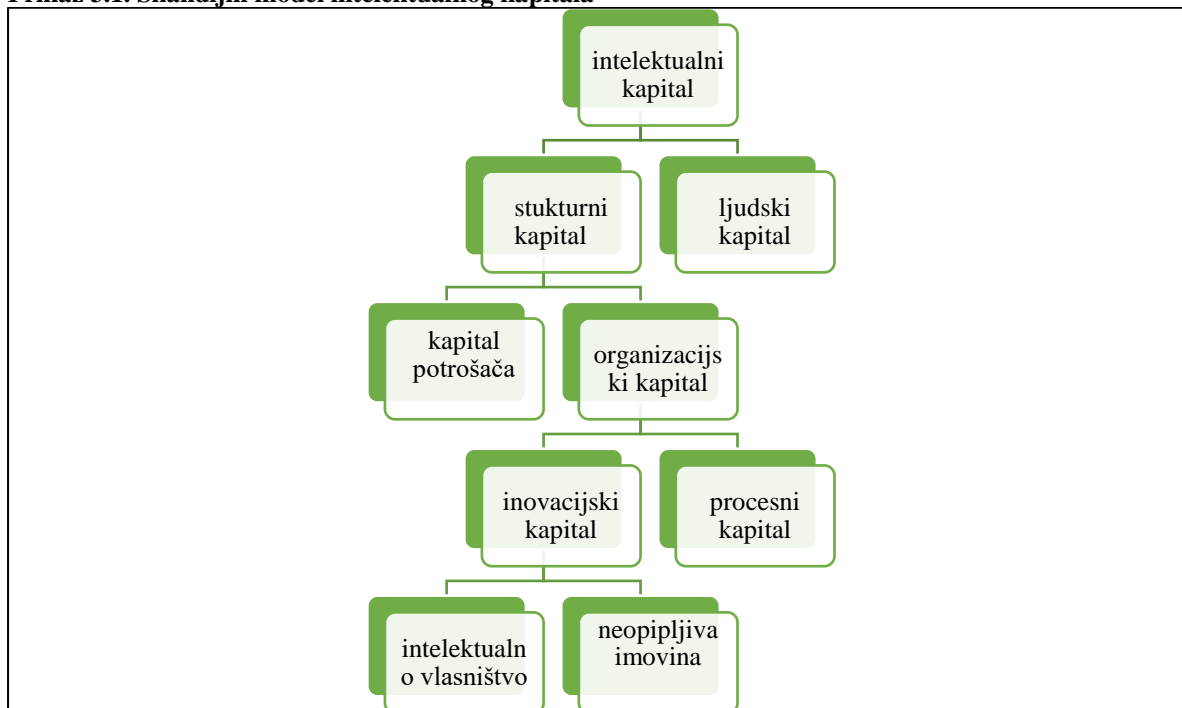 intelektualni
kapital
stukturni
kapital
ljudski
kapital
kapital
potrošača
organizacijs
ki kapital
inovacijski
kapital
procesni
kapital
intelektualn
o vlasništvo
neopipljiva
imovina